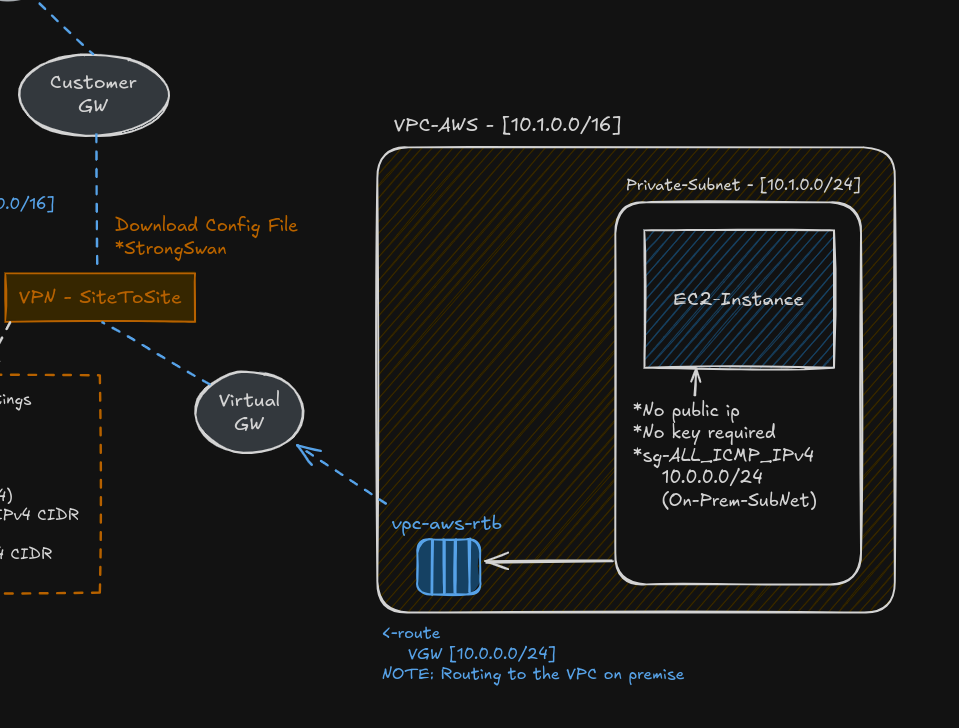 Customer
GW
VPC-AWS - [10.1.0.0/16]
Private-Subnet - [10.1.0.0/24]
0.0/16]
Download Config File
*StrongSwan
VPN - SiteToSite
EC2-Instance
tings
Virtual
GW
*No public ip
*No key required
*sg-ALL_ICMP_IPv4
10.0.0.0/24
(On-Prem-SubNet)
4)
IPv4 CIDR
4 CIDR
vpc-aws-rtb
<-route
VGW [10.0.0.0/24]
NOTE: Routing to the VPC on premise